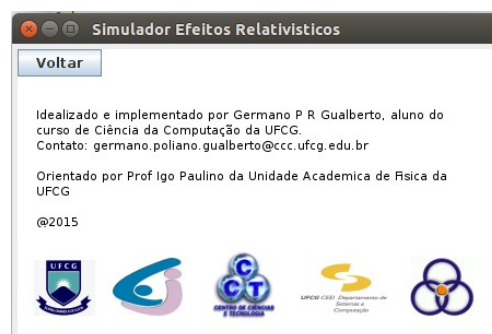 Simulador Efeitos Relativisticos
Voltar
Idealizado e implementado por Germano P R Gualberto, aluno do
curso de Ciência da Computação da UFCG.
Contato: germano.poliano.gualberto@ccc.ufcg.edu.br
Orientado por Prof Igo Paulino da Unidade Academica de Fisica da
UFCG
@2015
UFCG
C
C T
CENTRO DE CIÊNCIAS
E TECNOLOGIA
UFCG CEEI Departamento de
Sistemas e
Computação